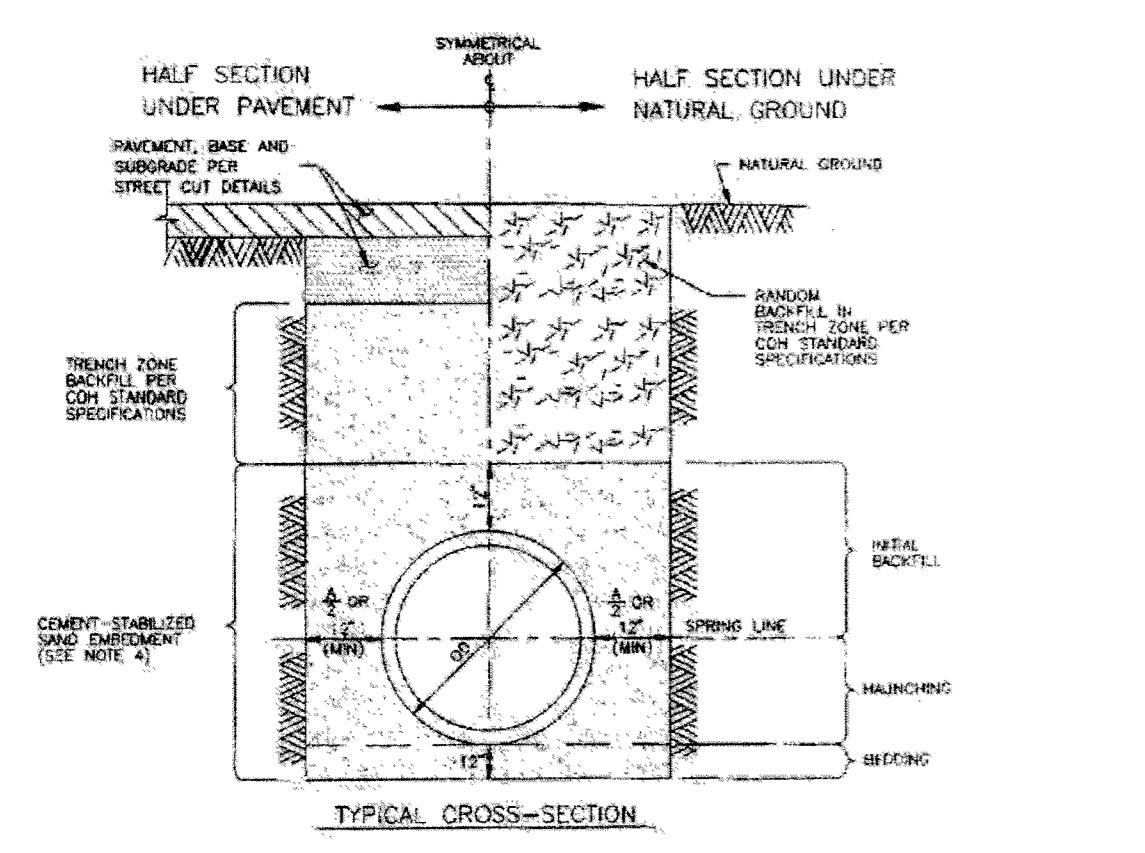 SYMMETRICAL
ABOUT
℄
HALF SECTION
UNDER PAVEMENT
HALF SECTION UNDER
NATURAL GROUND
PAVEMENT, BASE AND
SUBGRADE PER
STREET CUT DETAILS
NATURAL GROUND
RANDOM
BACKFILL IN
TRENCH ZONE PER
COH STANDARD
SPECIFICATIONS
TRENCH ZONE
BACKFILL PER
COH STANDARD
SPECIFICATIONS
12"
INITIAL
BACKFILL
A/2 OR
12"
(MIN)
A/2 OR
12"
(MIN)
SPRING LINE
CEMENT-STABILIZED
SAND EMBEDMENT
(SEE NOTE 4)
OD
HAUNCHING
BEDDING
12"
TYPICAL CROSS-SECTION